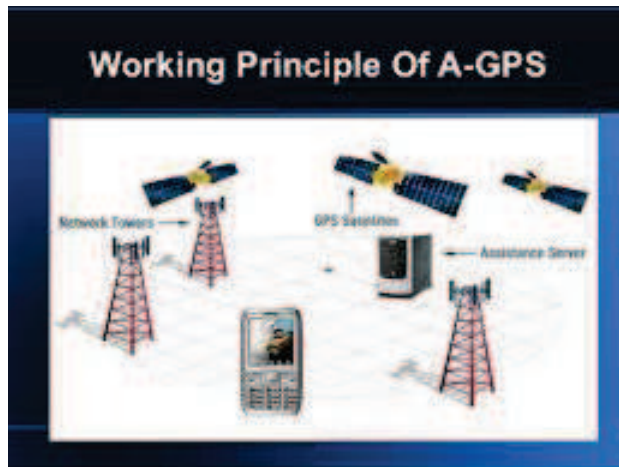 Working Principle Of A-GPS
Network Towers
GPS Satellites
Assistance Server